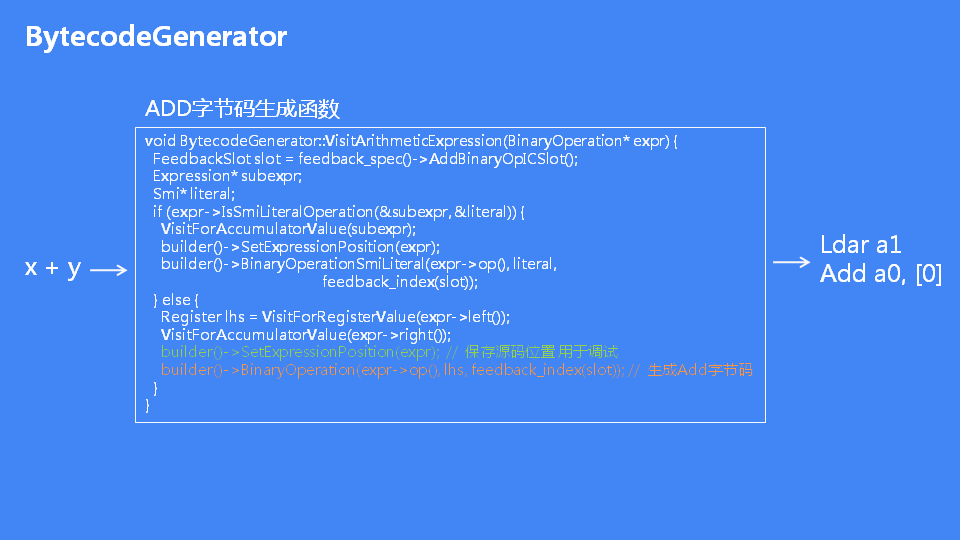 BytecodeGenerator
ADD字节码生成函数
void BytecodeGenerator::VisitArithmeticExpression(BinaryOperation* expr) {
FeedbackSlot slot = feedback_spec()->AddBinaryOpICSlot();
Expression* subexpr;
Smi* literal;
if (expr->IsSmiLiteralOperation(&subexpr, &literal)) {
VisitForAccumulatorValue(subexpr);
builder()->SetExpressionPosition(expr);
builder()->BinaryOperationSmiLiteral(expr->op(), literal,
feedback_index(slot));
} else {
Register lhs = VisitForRegisterValue(expr->left());
VisitForAccumulatorValue(expr->right());
builder()->SetExpressionPosition(expr); // 保存源码位置 用于调试
builder()->BinaryOperation(expr->op(), lhs, feedback_index(slot)); // 生成Add字节码
}
}
x + y
Ldar a1
Add a0, [0]